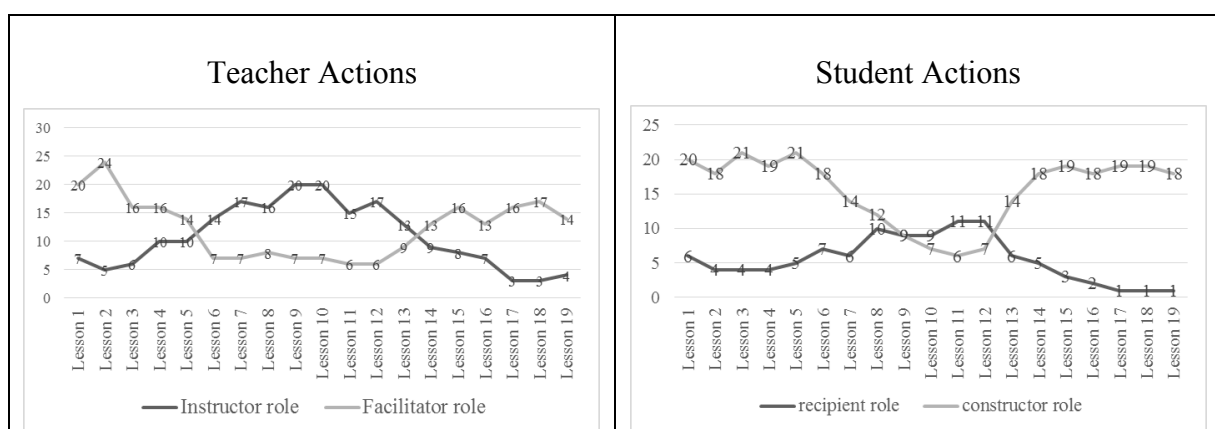 Teacher Actions
30
25
20
15
10
5
0
20 24 16 16 14 7 7 8 7 7 6 6 9 13 16 13 16 17 14
7 5 6 10 10 14 17 16 20 20 15 17 13 9 8 7 3 3 4
Lesson 1
Lesson 2
Lesson 3
Lesson 4
Lesson 5
Lesson 6
Lesson 7
Lesson 8
Lesson 9
Lesson 10
Lesson 11
Lesson 12
Lesson 13
Lesson 14
Lesson 15
Lesson 16
Lesson 17
Lesson 18
Lesson 19
Instructor role Facilitator role
Student Actions
25
20
15
10
5
0
20 18 21 19 21 18 14 12 9 7 6 7 14 18 19 18 19 19 18
6 4 4 4 5 7 6 10 9 9 11 11 6 5 3 2 1 1 1
Lesson 1
Lesson 2
Lesson 3
Lesson 4
Lesson 5
Lesson 6
Lesson 7
Lesson 8
Lesson 9
Lesson 10
Lesson 11
Lesson 12
Lesson 13
Lesson 14
Lesson 15
Lesson 16
Lesson 17
Lesson 18
Lesson 19
recipient role constructor role